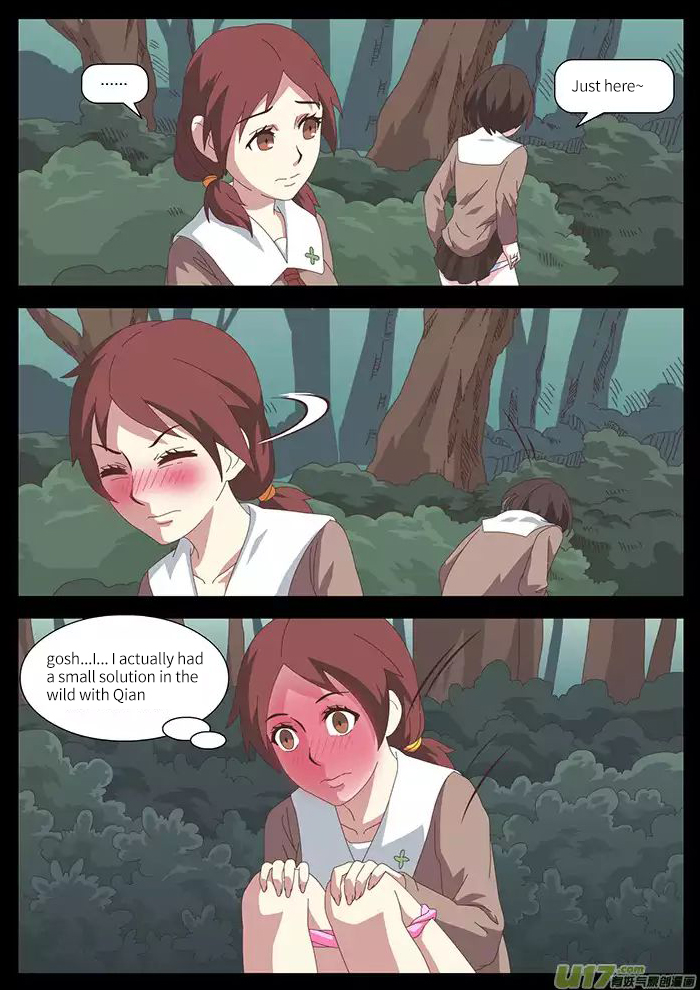 ......
Just here~
gosh...I... I actually had
a small solution in the
wild with Qian
U17.com
有妖气原创漫画